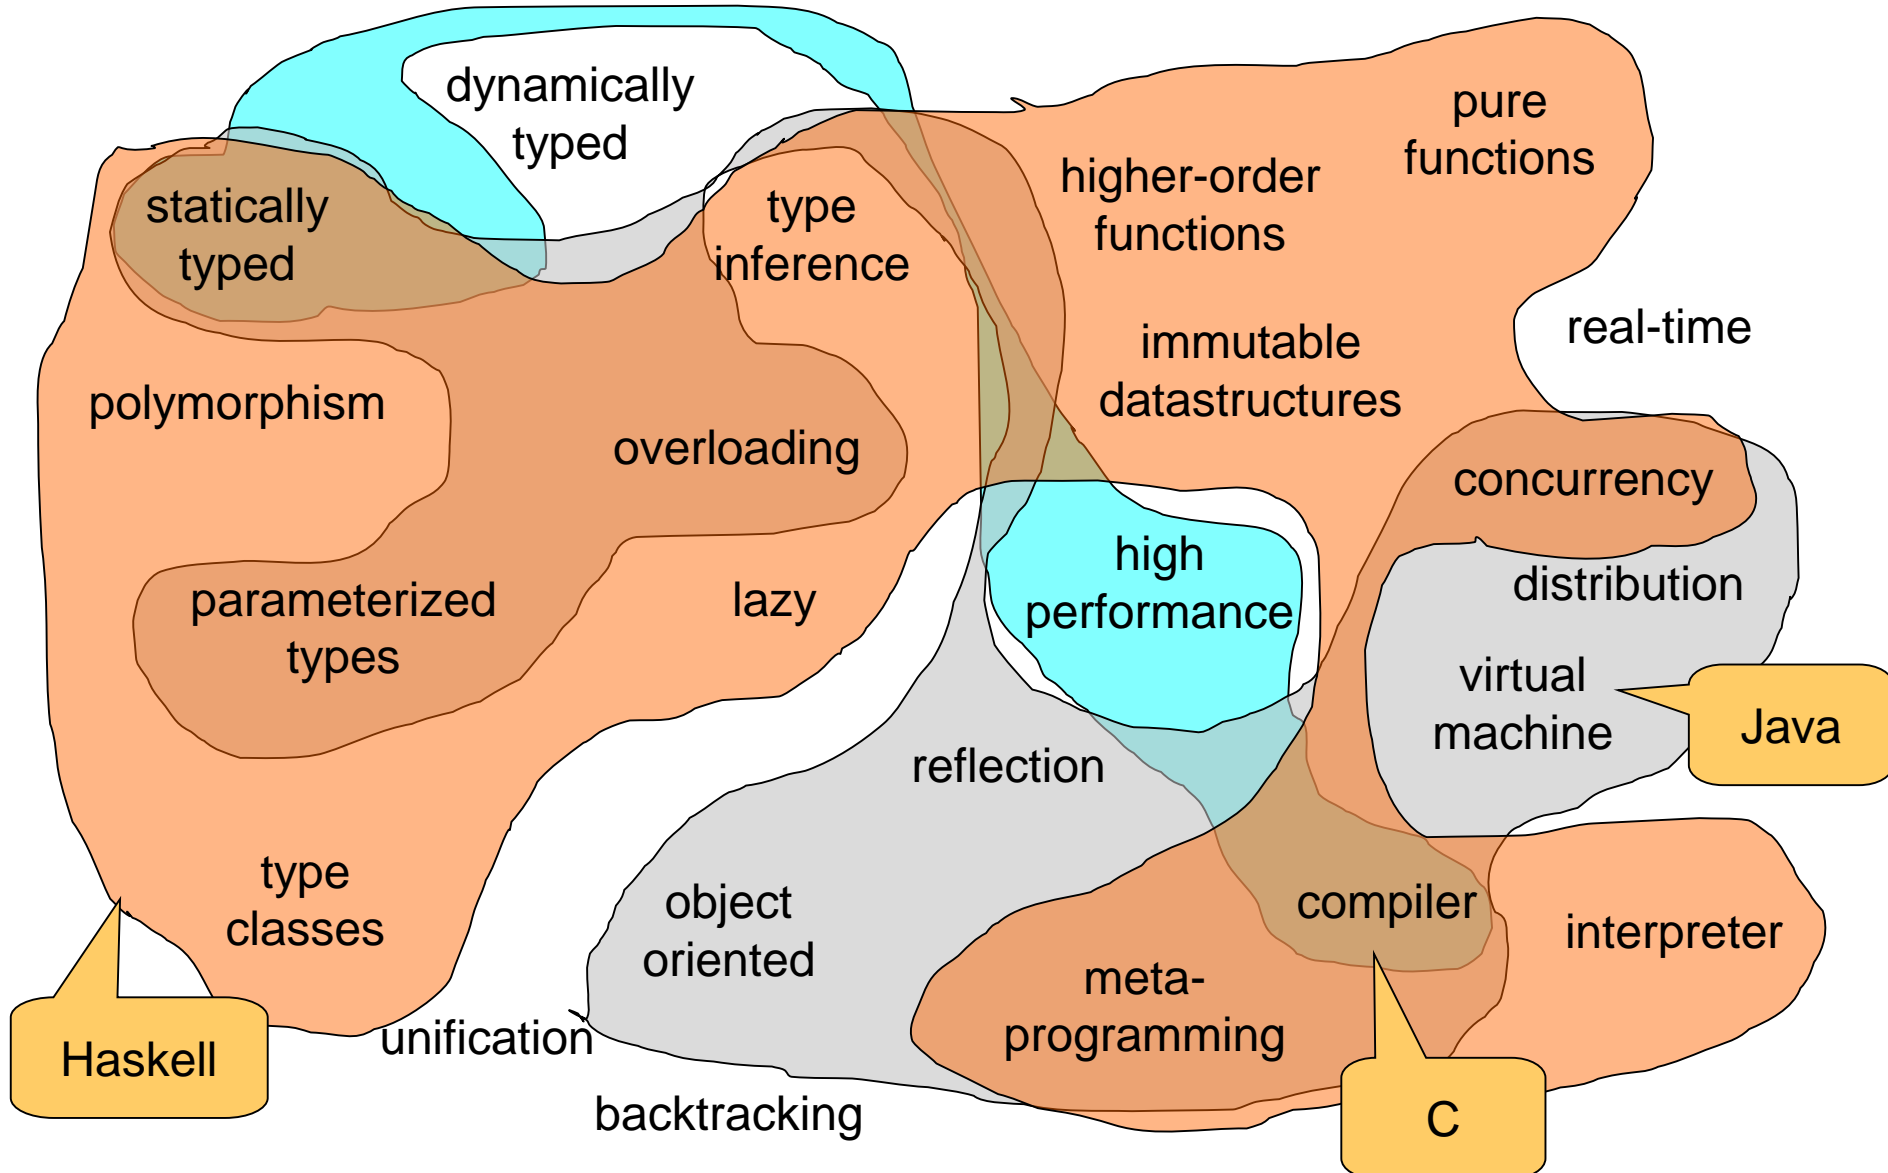 dynamically
typed
pure
functions
higher-order
functions
statically
typed
type
inference
real-time
immutable
datastructures
polymorphism
overloading
concurrency
high
performance
distribution
parameterized
types
lazy
virtual
machine
Java
reflection
type
classes
object
oriented
compiler
interpreter
meta-
programming
unification
Haskell
backtracking
C